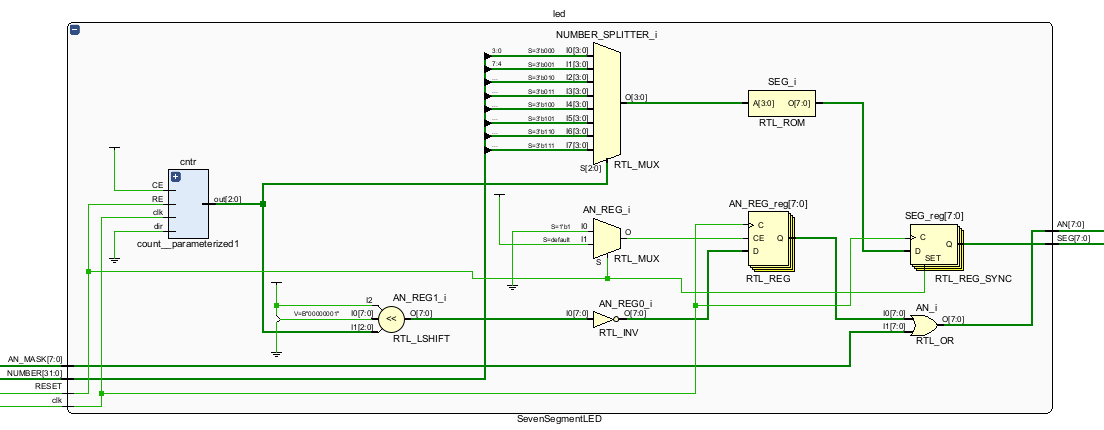 led
NUMBER_SPLITTER_i
3:0 S=3'b000 I0[3:0]
7:4 S=3'b001 I1[3:0]
... S=3'b010 I2[3:0]
... S=3'b011 I3[3:0]
... S=3'b100 I4[3:0]
... S=3'b101 I5[3:0]
... S=3'b110 I6[3:0]
... S=3'b111 I7[3:0]
O[3:0]
S[2:0]
RTL_MUX
SEG_i
A[3:0] O[7:0]
RTL_ROM
cntr
CE
RE
clk
dir
out[2:0]
count__parameterized1
AN_REG_i
S=1'b1 I0
S=default I1
O
S
RTL_MUX
AN_REG_reg[7:0]
C
CE
D
Q
RTL_REG
SEG_reg[7:0]
C
D
Q
SET
RTL_REG_SYNC
AN[7:0]
SEG[7:0]
AN_REG1_i
I2
V=B"00000001" I0[7:0]
I1[2:0]
<<
O[7:0]
RTL_LSHIFT
AN_REG0_i
I0[7:0] O[7:0]
RTL_INV
AN_i
I0[7:0]
I1[7:0]
O[7:0]
RTL_OR
AN_MASK[7:0]
NUMBER[31:0]
RESET
clk
SevenSegmentLED